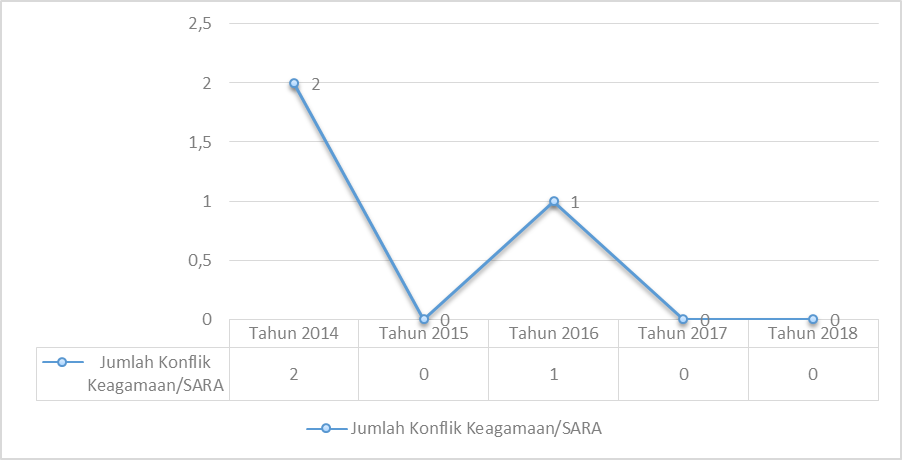 2,5
2
2
1,5
1
1
0,5
0
0
0
0
Tahun 2014 Tahun 2015 Tahun 2016 Tahun 2017 Tahun 2018
Jumlah Konflik
Keagamaan/SARA
2 0 1 0 0
Jumlah Konflik Keagamaan/SARA